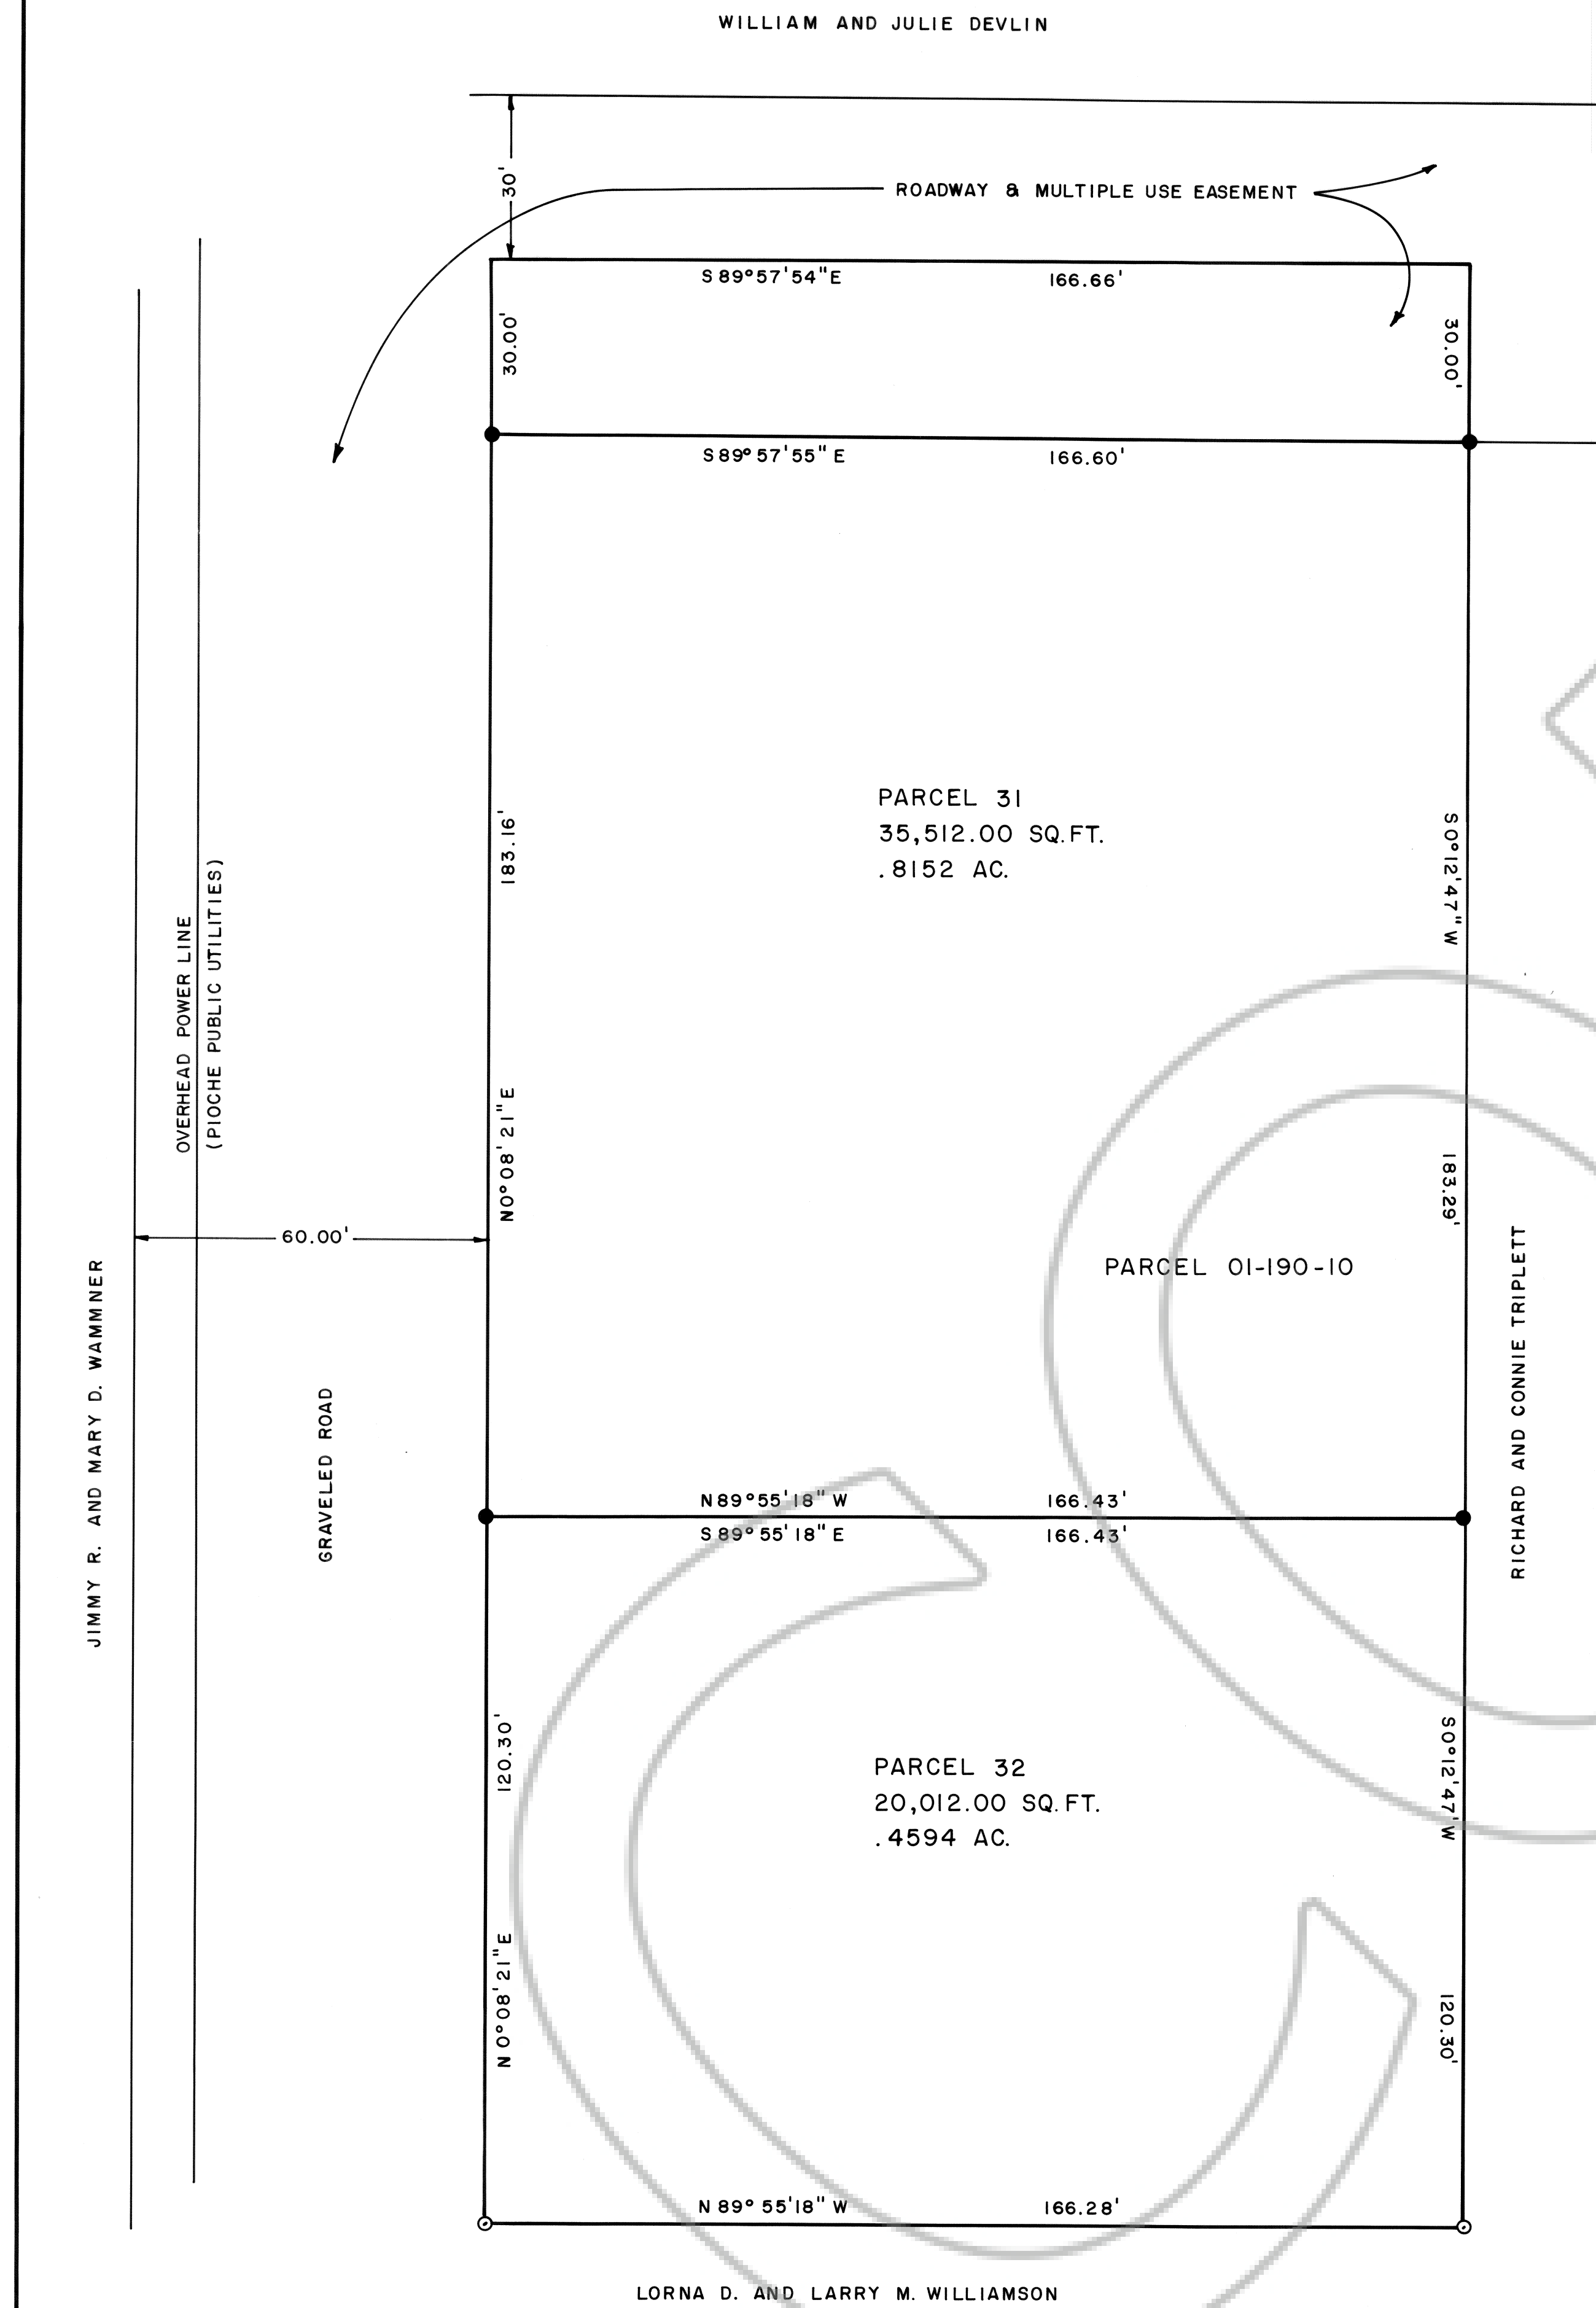 WILLIAM AND JULIE DEVLIN
30'
ROADWAY & MULTIPLE USE EASEMENT
S 89°57'54"E 166.66'
30.00'
30.00'
S 89°57'55" E 166.60'
PARCEL 31
35,512.00 SQ.FT.
.8152 AC.
183.16'
N0°08'21"E
S0°12'47"W
183.29'
OVERHEAD POWER LINE
(PIOCHE PUBLIC UTILITIES)
60.00'
PARCEL 01-190-10
JIMMY R. AND MARY D. WAMMNER
GRAVELED ROAD
RICHARD AND CONNIE TRIPLETT
N89°55'18" W 166.43'
S 89°55'18" E 166.43'
120.30'
N 0°08'21"E
PARCEL 32
20,012.00 SQ.FT.
.4594 AC.
S0°12'47"W
120.30'
N 89°55'18" W 166.28'
LORNA D. AND LARRY M. WILLIAMSON